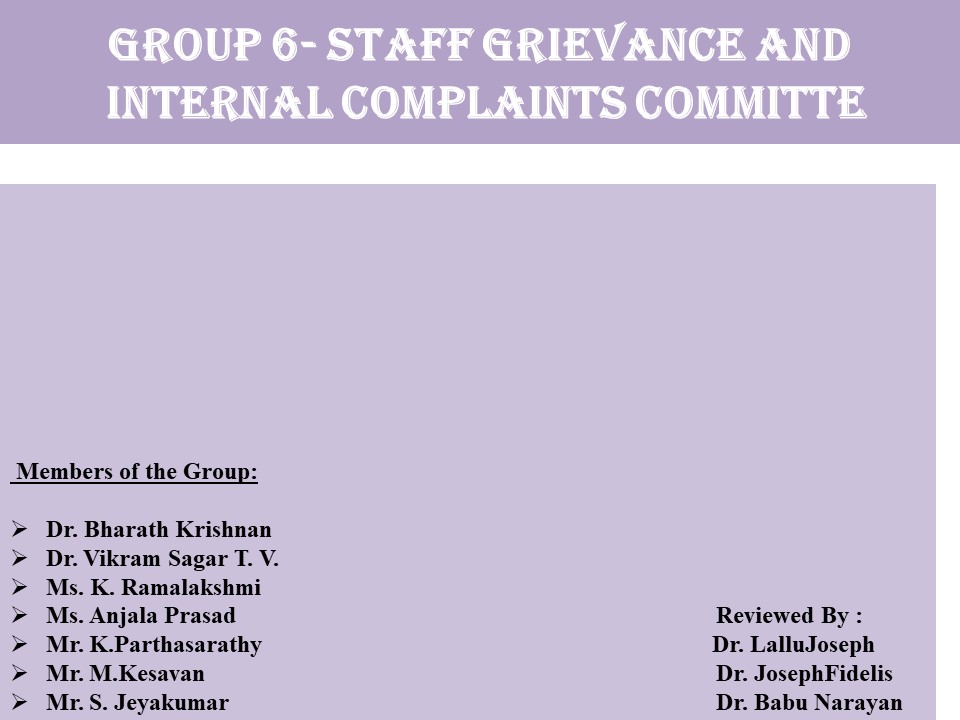 GROUP 6- STAFF GRIEVANCE AND
INTERNAL COMPLAINTS COMMITTE
Members of the Group:
➢ Dr. Bharath Krishnan
➢ Dr. Vikram Sagar T. V.
➢ Ms. K. Ramalakshmi
➢ Ms. Anjala Prasad Reviewed By :
➢ Mr. K.Parthasarathy Dr. LalluJoseph
➢ Mr. M.Kesavan Dr. JosephFidelis
➢ Mr. S. Jeyakumar Dr. Babu Narayan